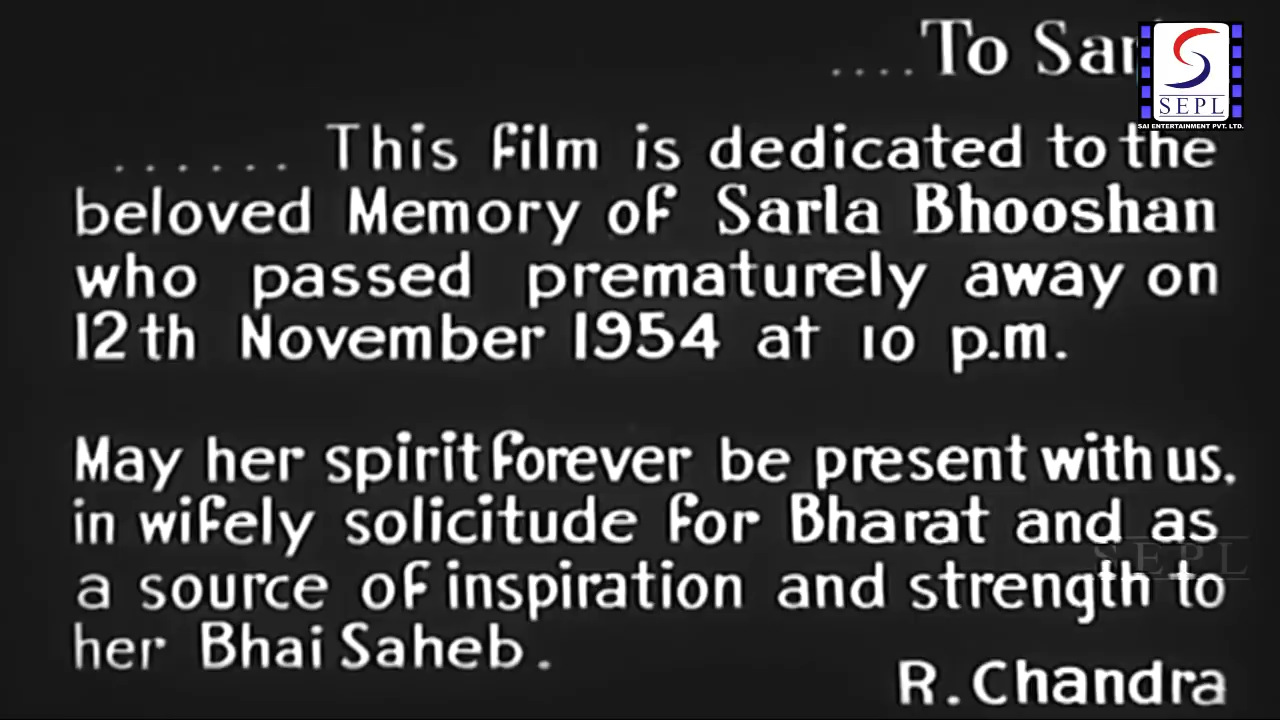 ....To
SEPL
SAI ENTERTAINMENT PVT. LTD.
...... This film is dedicated to the
beloved Memory of Sarla Bhooshan
who passed prematurely away on
12th November 1954 at 10 p.m.
May her spirit forever be present with us,
in wifely solicitude for Bharat and as
SEPL
a source of inspiration and strength to
her Bhai Saheb.
R. Chandra